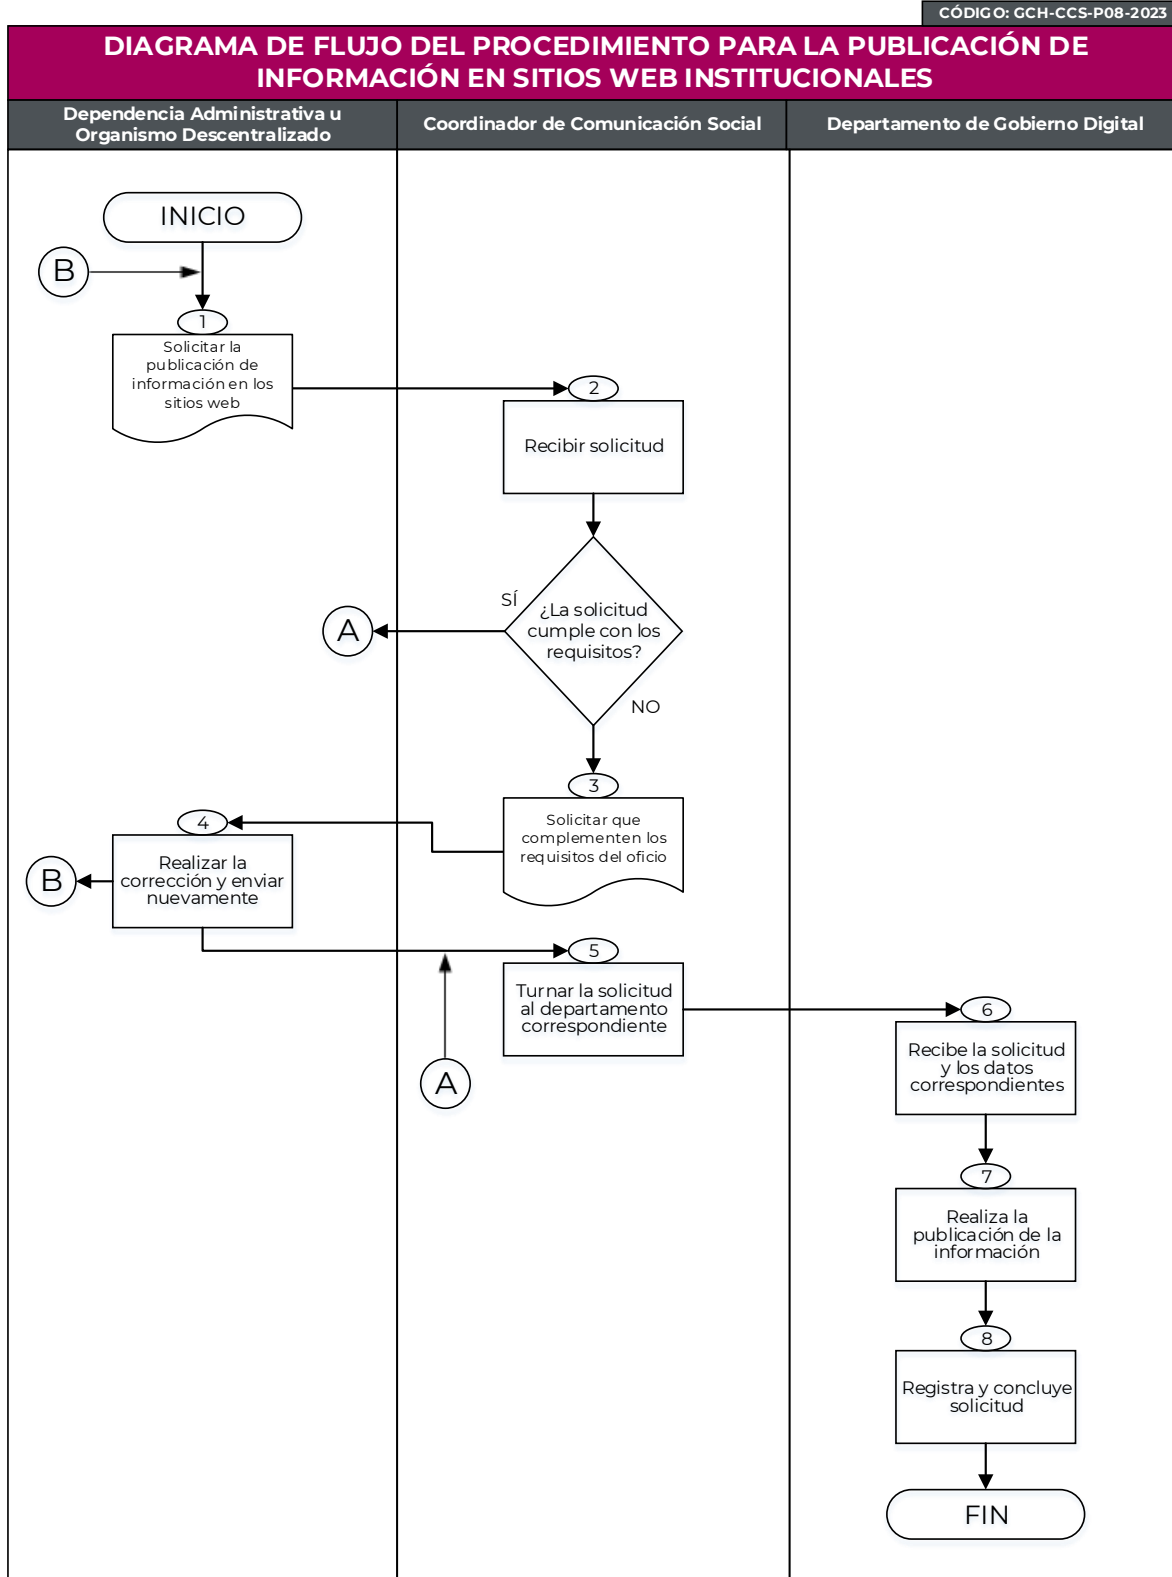 CÓDIGO: GCH-CCS-P08-2023
DIAGRAMA DE FLUJO DEL PROCEDIMIENTO PARA LA PUBLICACIÓN DE
INFORMACIÓN EN SITIOS WEB INSTITUCIONALES
Dependencia Administrativa u
Organismo Descentralizado
Coordinador de Comunicación Social
Departamento de Gobierno Digital
INICIO
B
1
Solicitar la
publicación de
información en los
sitios web
2
Recibir solicitud
SÍ
¿La solicitud
cumple con los
requisitos?
A
NO
3
Solicitar que
complementen los
requisitos del oficio
4
Realizar la
corrección y enviar
nuevamente
B
5
Turnar la solicitud
al departamento
correspondiente
A
6
Recibe la solicitud
y los datos
correspondientes
7
Realiza la
publicación de la
información
8
Registra y concluye
solicitud
FIN